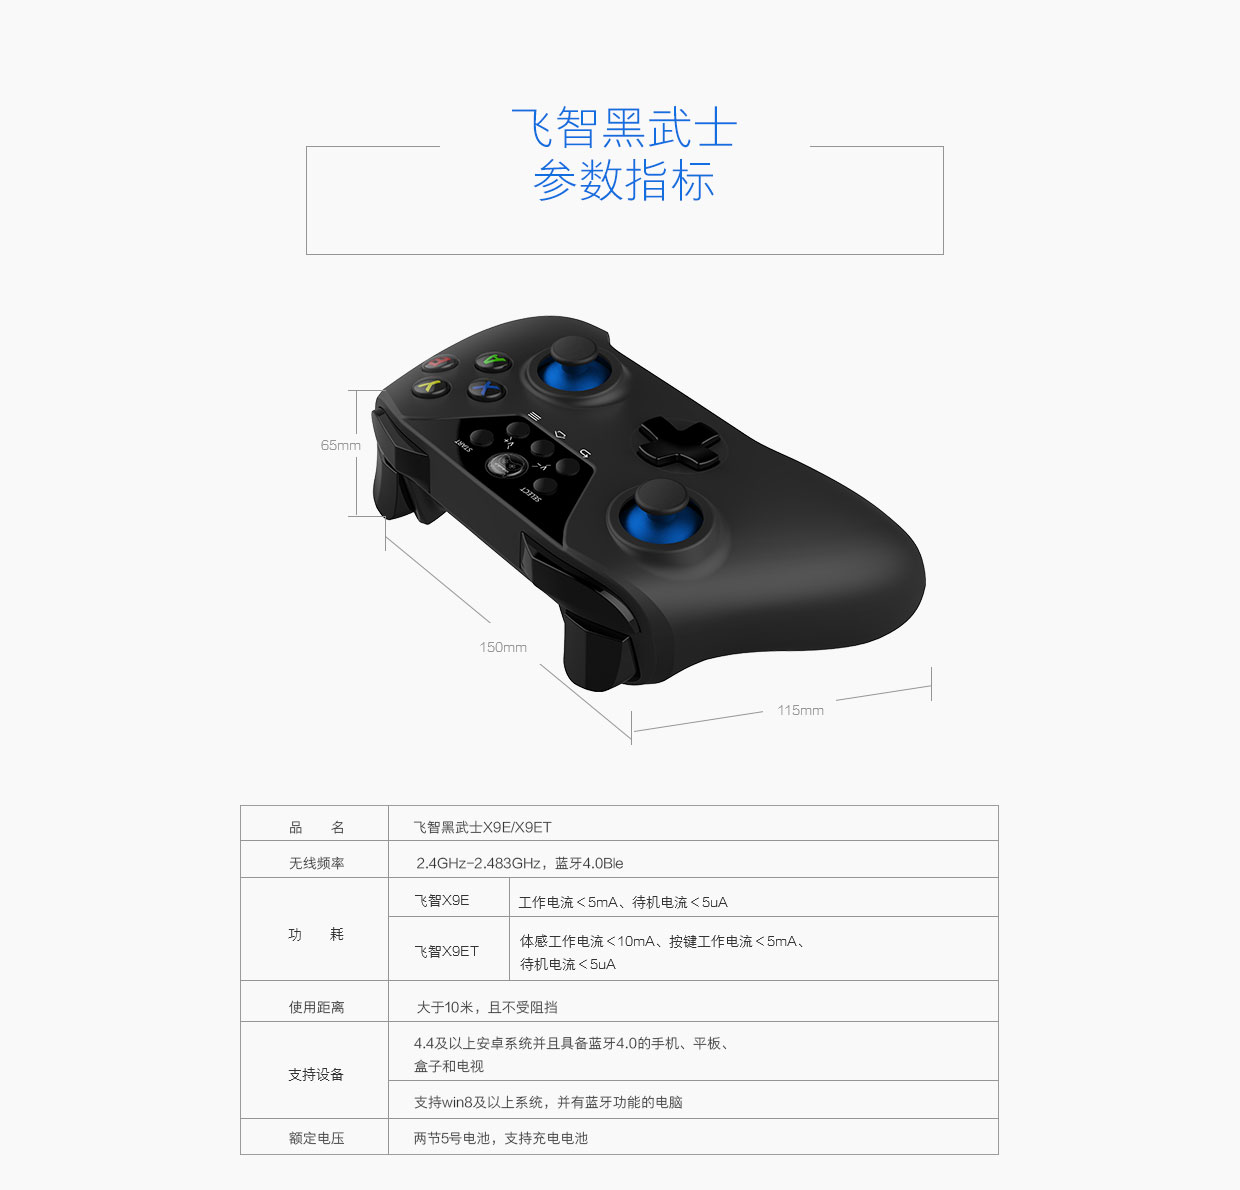 飞智黑武士
参数指标
B
A
Y
X
START
V+
V-
SELECT
65mm
150mm
115mm
品 名
飞智黑武士X9E/X9ET
无线频率
2.4GHz-2.483GHz，蓝牙4.0Ble
功 耗
飞智X9E
工作电流＜5mA、待机电流＜5uA
飞智X9ET
体感工作电流＜10mA、按键工作电流＜5mA、
待机电流＜5uA
使用距离
大于10米，且不受阻挡
支持设备
4.4及以上安卓系统并且具备蓝牙4.0的手机、平板、
盒子和电视
支持win8及以上系统，并有蓝牙功能的电脑
额定电压
两节5号电池，支持充电电池